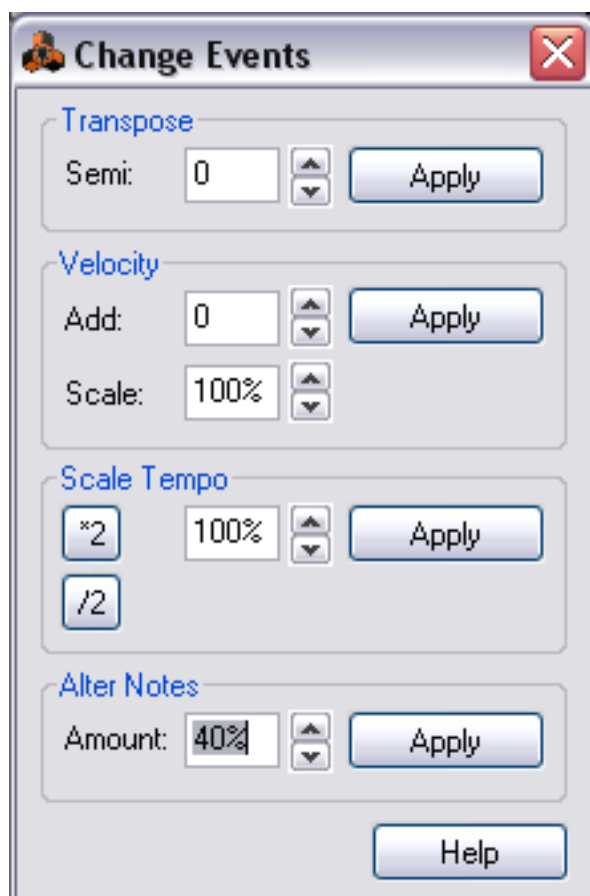 Change Events
Transpose
Semi: 0 Apply
Velocity
Add: 0 Apply
Scale: 100%
Scale Tempo
*2 100% Apply
/2
Alter Notes
Amount: 40% Apply
Help